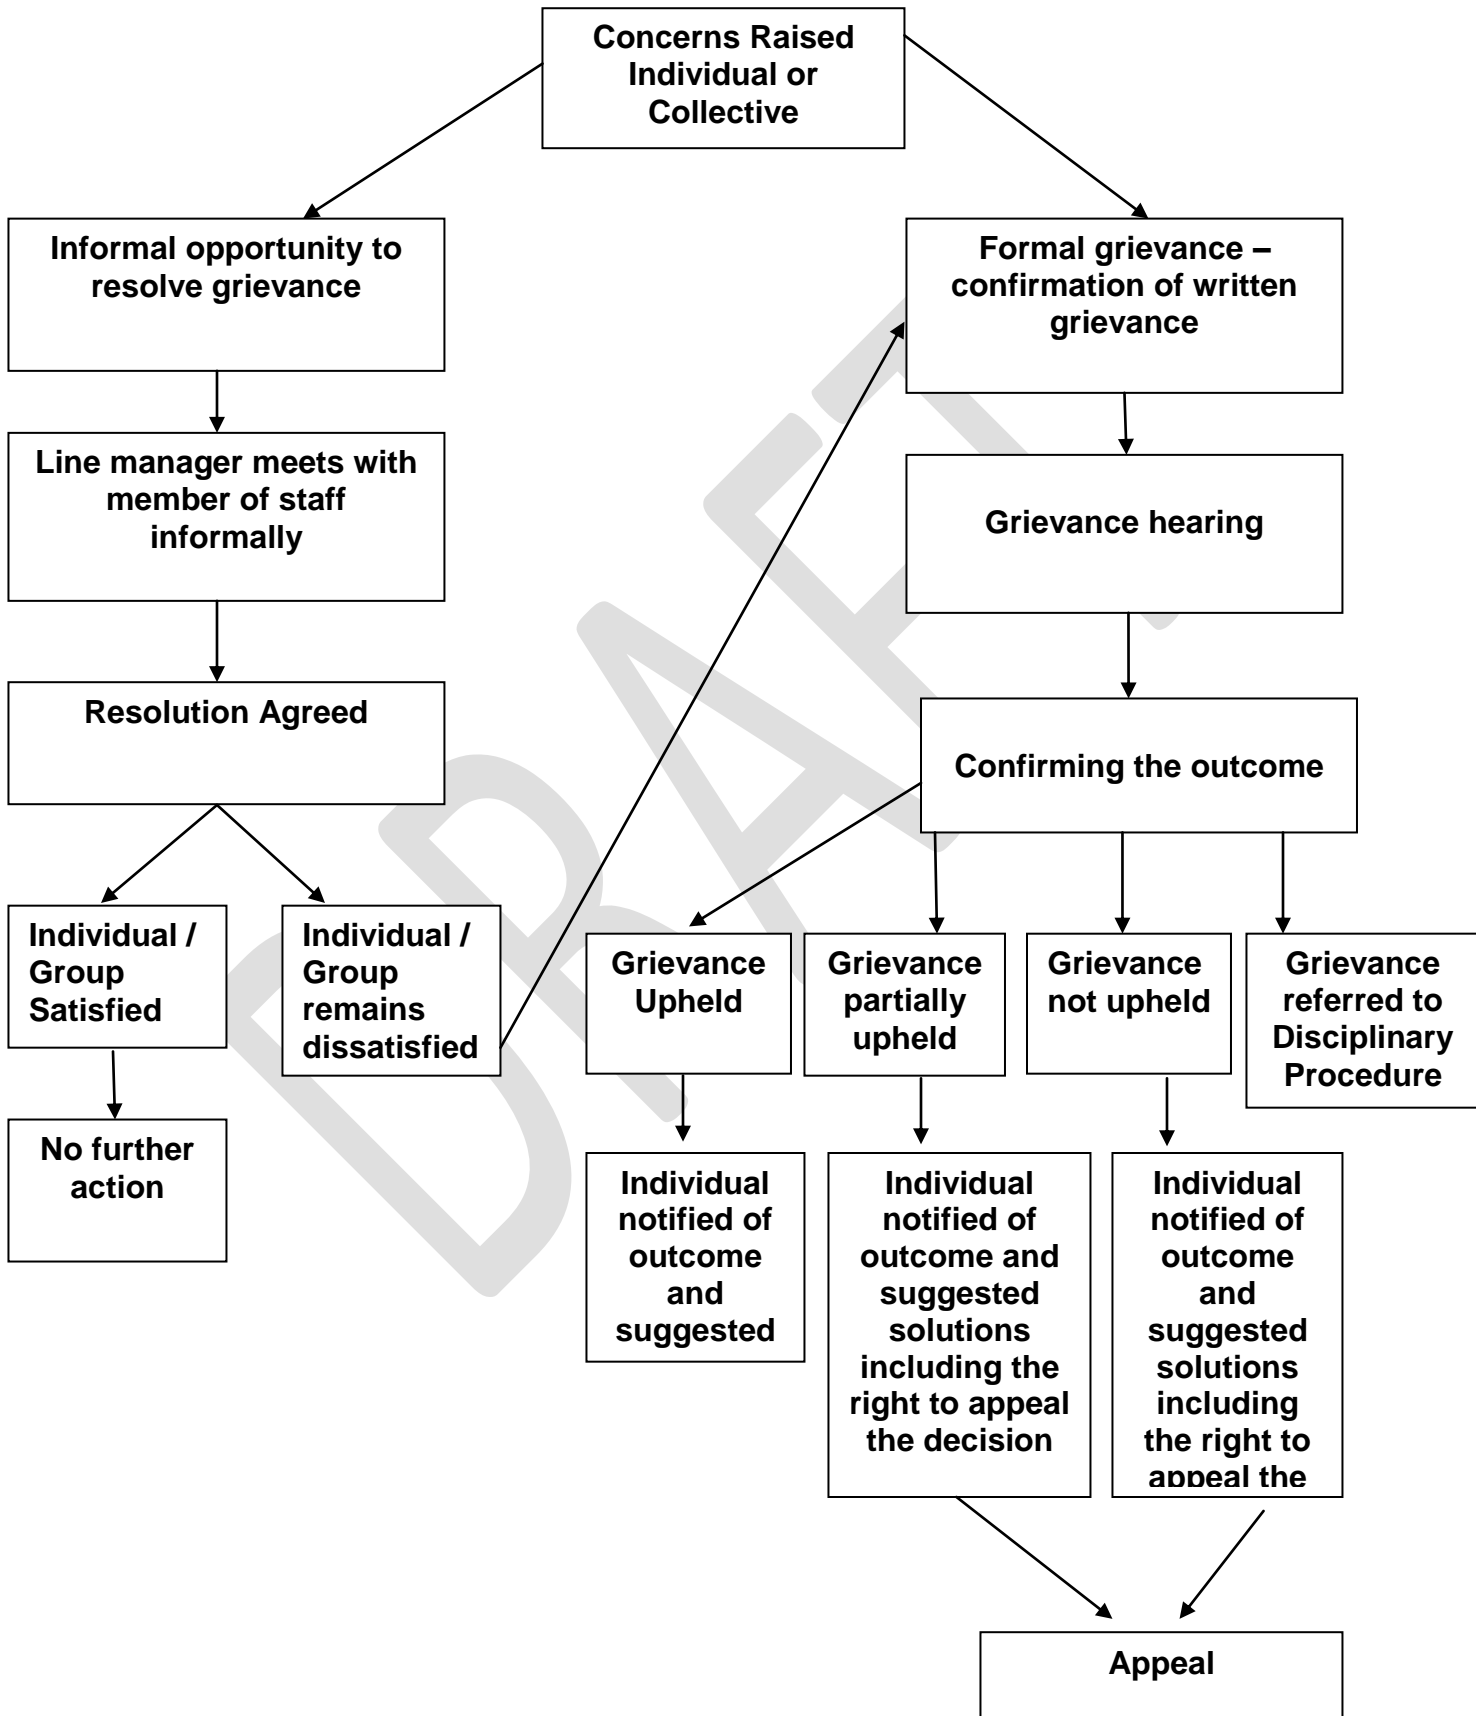 Concerns Raised
Individual or
Collective
Informal opportunity to
resolve grievance
Formal grievance –
confirmation of written
grievance
Line manager meets with
member of staff
informally
Grievance hearing
Resolution Agreed
Confirming the outcome
Individual /
Group
Satisfied
Individual /
Group
remains
dissatisfied
Grievance
Upheld
Grievance
partially
upheld
Grievance
not upheld
Grievance
referred to
Disciplinary
Procedure
No further
action
Individual
notified of
outcome
and
suggested
Individual
notified of
outcome and
suggested
solutions
including the
right to appeal
the decision
Individual
notified of
outcome
and
suggested
solutions
including
the right to
appeal the
Appeal
DRAFT